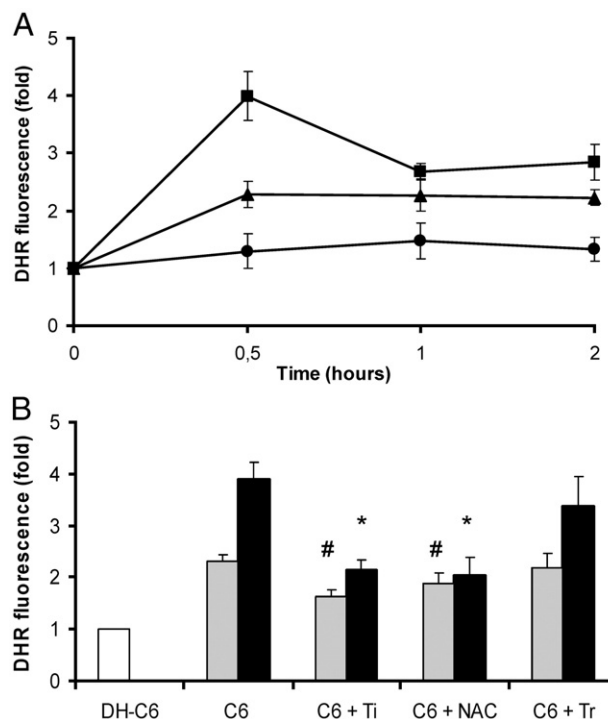 A
DHR fluorescence (fold)
5
4
3
2
1
0
0 0,5 1 2
Time (hours)
B
DHR fluorescence (fold)
5
4
3
2
1
0
# * # *
DH-C6 C6 C6 + Ti C6 + NAC C6 + Tr